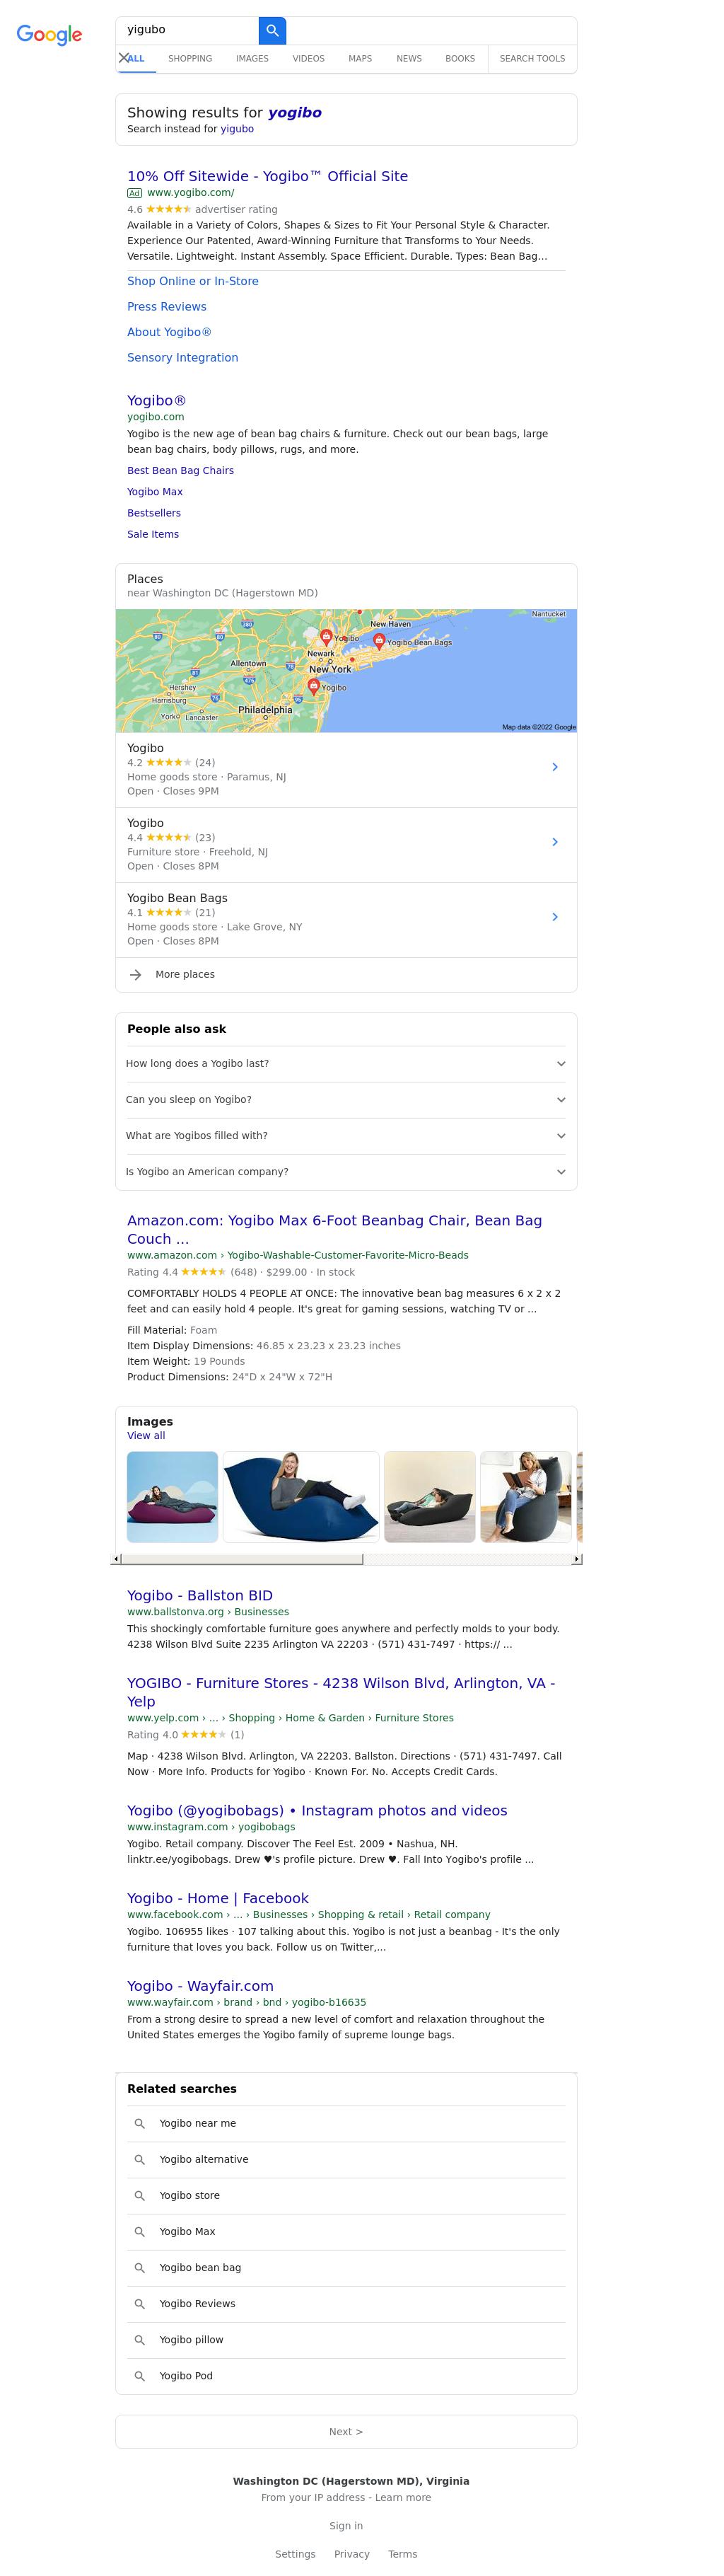 Google
yigubo
ALL SHOPPING IMAGES VIDEOS MAPS NEWS BOOKS SEARCH TOOLS
Showing results for yogibo
Search instead for yigubo
10% Off Sitewide - Yogibo™ Official Site
Ad www.yogibo.com/
4.6 ★★★★★ advertiser rating
Available in a Variety of Colors, Shapes & Sizes to Fit Your Personal Style & Character.
Experience Our Patented, Award-Winning Furniture that Transforms to Your Needs.
Versatile. Lightweight. Instant Assembly. Space Efficient. Durable. Types: Bean Bag...
Shop Online or In-Store
Press Reviews
About Yogibo®
Sensory Integration
Yogibo®
yogibo.com
Yogibo is the new age of bean bag chairs & furniture. Check out our bean bags, large
bean bag chairs, body pillows, rugs, and more.
Best Bean Bag Chairs
Yogibo Max
Bestsellers
Sale Items
Places
near Washington DC (Hagerstown MD)
Nantucket
New Haven
Yogibo
Yogibo Bean Bags
Newark
Allentown
New York
Hershey
Yogibo
Harrisburg
Philadelphia
York Lancaster
Map data ©2022 Google
Yogibo
4.2 ★★★★★ (24)
Home goods store · Paramus, NJ
Open · Closes 9PM
Yogibo
4.4 ★★★★★ (23)
Furniture store · Freehold, NJ
Open · Closes 8PM
Yogibo Bean Bags
4.1 ★★★★★ (21)
Home goods store · Lake Grove, NY
Open · Closes 8PM
More places
People also ask
How long does a Yogibo last?
Can you sleep on Yogibo?
What are Yogibos filled with?
Is Yogibo an American company?
Amazon.com: Yogibo Max 6-Foot Beanbag Chair, Bean Bag
Couch ...
www.amazon.com › Yogibo-Washable-Customer-Favorite-Micro-Beads
Rating 4.4 ★★★★★ (648) · $299.00 · In stock
COMFORTABLY HOLDS 4 PEOPLE AT ONCE: The innovative bean bag measures 6 x 2 x 2
feet and can easily hold 4 people. It's great for gaming sessions, watching TV or ...
Fill Material: Foam
Item Display Dimensions: 46.85 x 23.23 x 23.23 inches
Item Weight: 19 Pounds
Product Dimensions: 24"D x 24"W x 72"H
Images
View all
Yogibo - Ballston BID
www.ballstonva.org › Businesses
This shockingly comfortable furniture goes anywhere and perfectly molds to your body.
4238 Wilson Blvd Suite 2235 Arlington VA 22203 · (571) 431-7497 · https:// ...
YOGIBO - Furniture Stores - 4238 Wilson Blvd, Arlington, VA -
Yelp
www.yelp.com › ... › Shopping › Home & Garden › Furniture Stores
Rating 4.0 ★★★★★ (1)
Map · 4238 Wilson Blvd. Arlington, VA 22203. Ballston. Directions · (571) 431-7497. Call
Now · More Info. Products for Yogibo · Known For. No. Accepts Credit Cards.
Yogibo (@yogibobags) • Instagram photos and videos
www.instagram.com › yogibobags
Yogibo. Retail company. Discover The Feel Est. 2009 • Nashua, NH.
linktr.ee/yogibobags. Drew ♥'s profile picture. Drew ♥. Fall Into Yogibo's profile ...
Yogibo - Home | Facebook
www.facebook.com › ... › Businesses › Shopping & retail › Retail company
Yogibo. 106955 likes · 107 talking about this. Yogibo is not just a beanbag - It's the only
furniture that loves you back. Follow us on Twitter,...
Yogibo - Wayfair.com
www.wayfair.com › brand › bnd › yogibo-b16635
From a strong desire to spread a new level of comfort and relaxation throughout the
United States emerges the Yogibo family of supreme lounge bags.
Related searches
Yogibo near me
Yogibo alternative
Yogibo store
Yogibo Max
Yogibo bean bag
Yogibo Reviews
Yogibo pillow
Yogibo Pod
Next >
Washington DC (Hagerstown MD), Virginia
From your IP address - Learn more
Sign in
Settings Privacy Terms